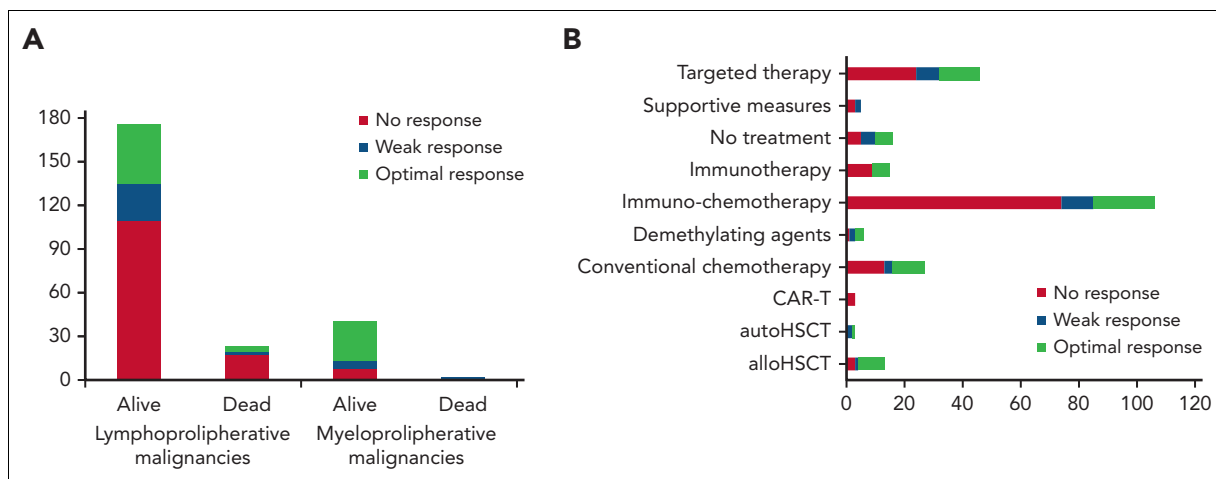 A
180
150
120
90
60
30
0
No response
Weak response
Optimal response
Alive
Dead
Alive
Dead
Lymphoprolipherative
malignancies
Myeloprolipherative
malignancies
B
Targeted therapy
Supportive measures
No treatment
Immunotherapy
Immuno-chemotherapy
Demethylating agents
Conventional chemotherapy
CAR-T
autoHSCT
alloHSCT
No response
Weak response
Optimal response
0 20 40 60 80 100 120